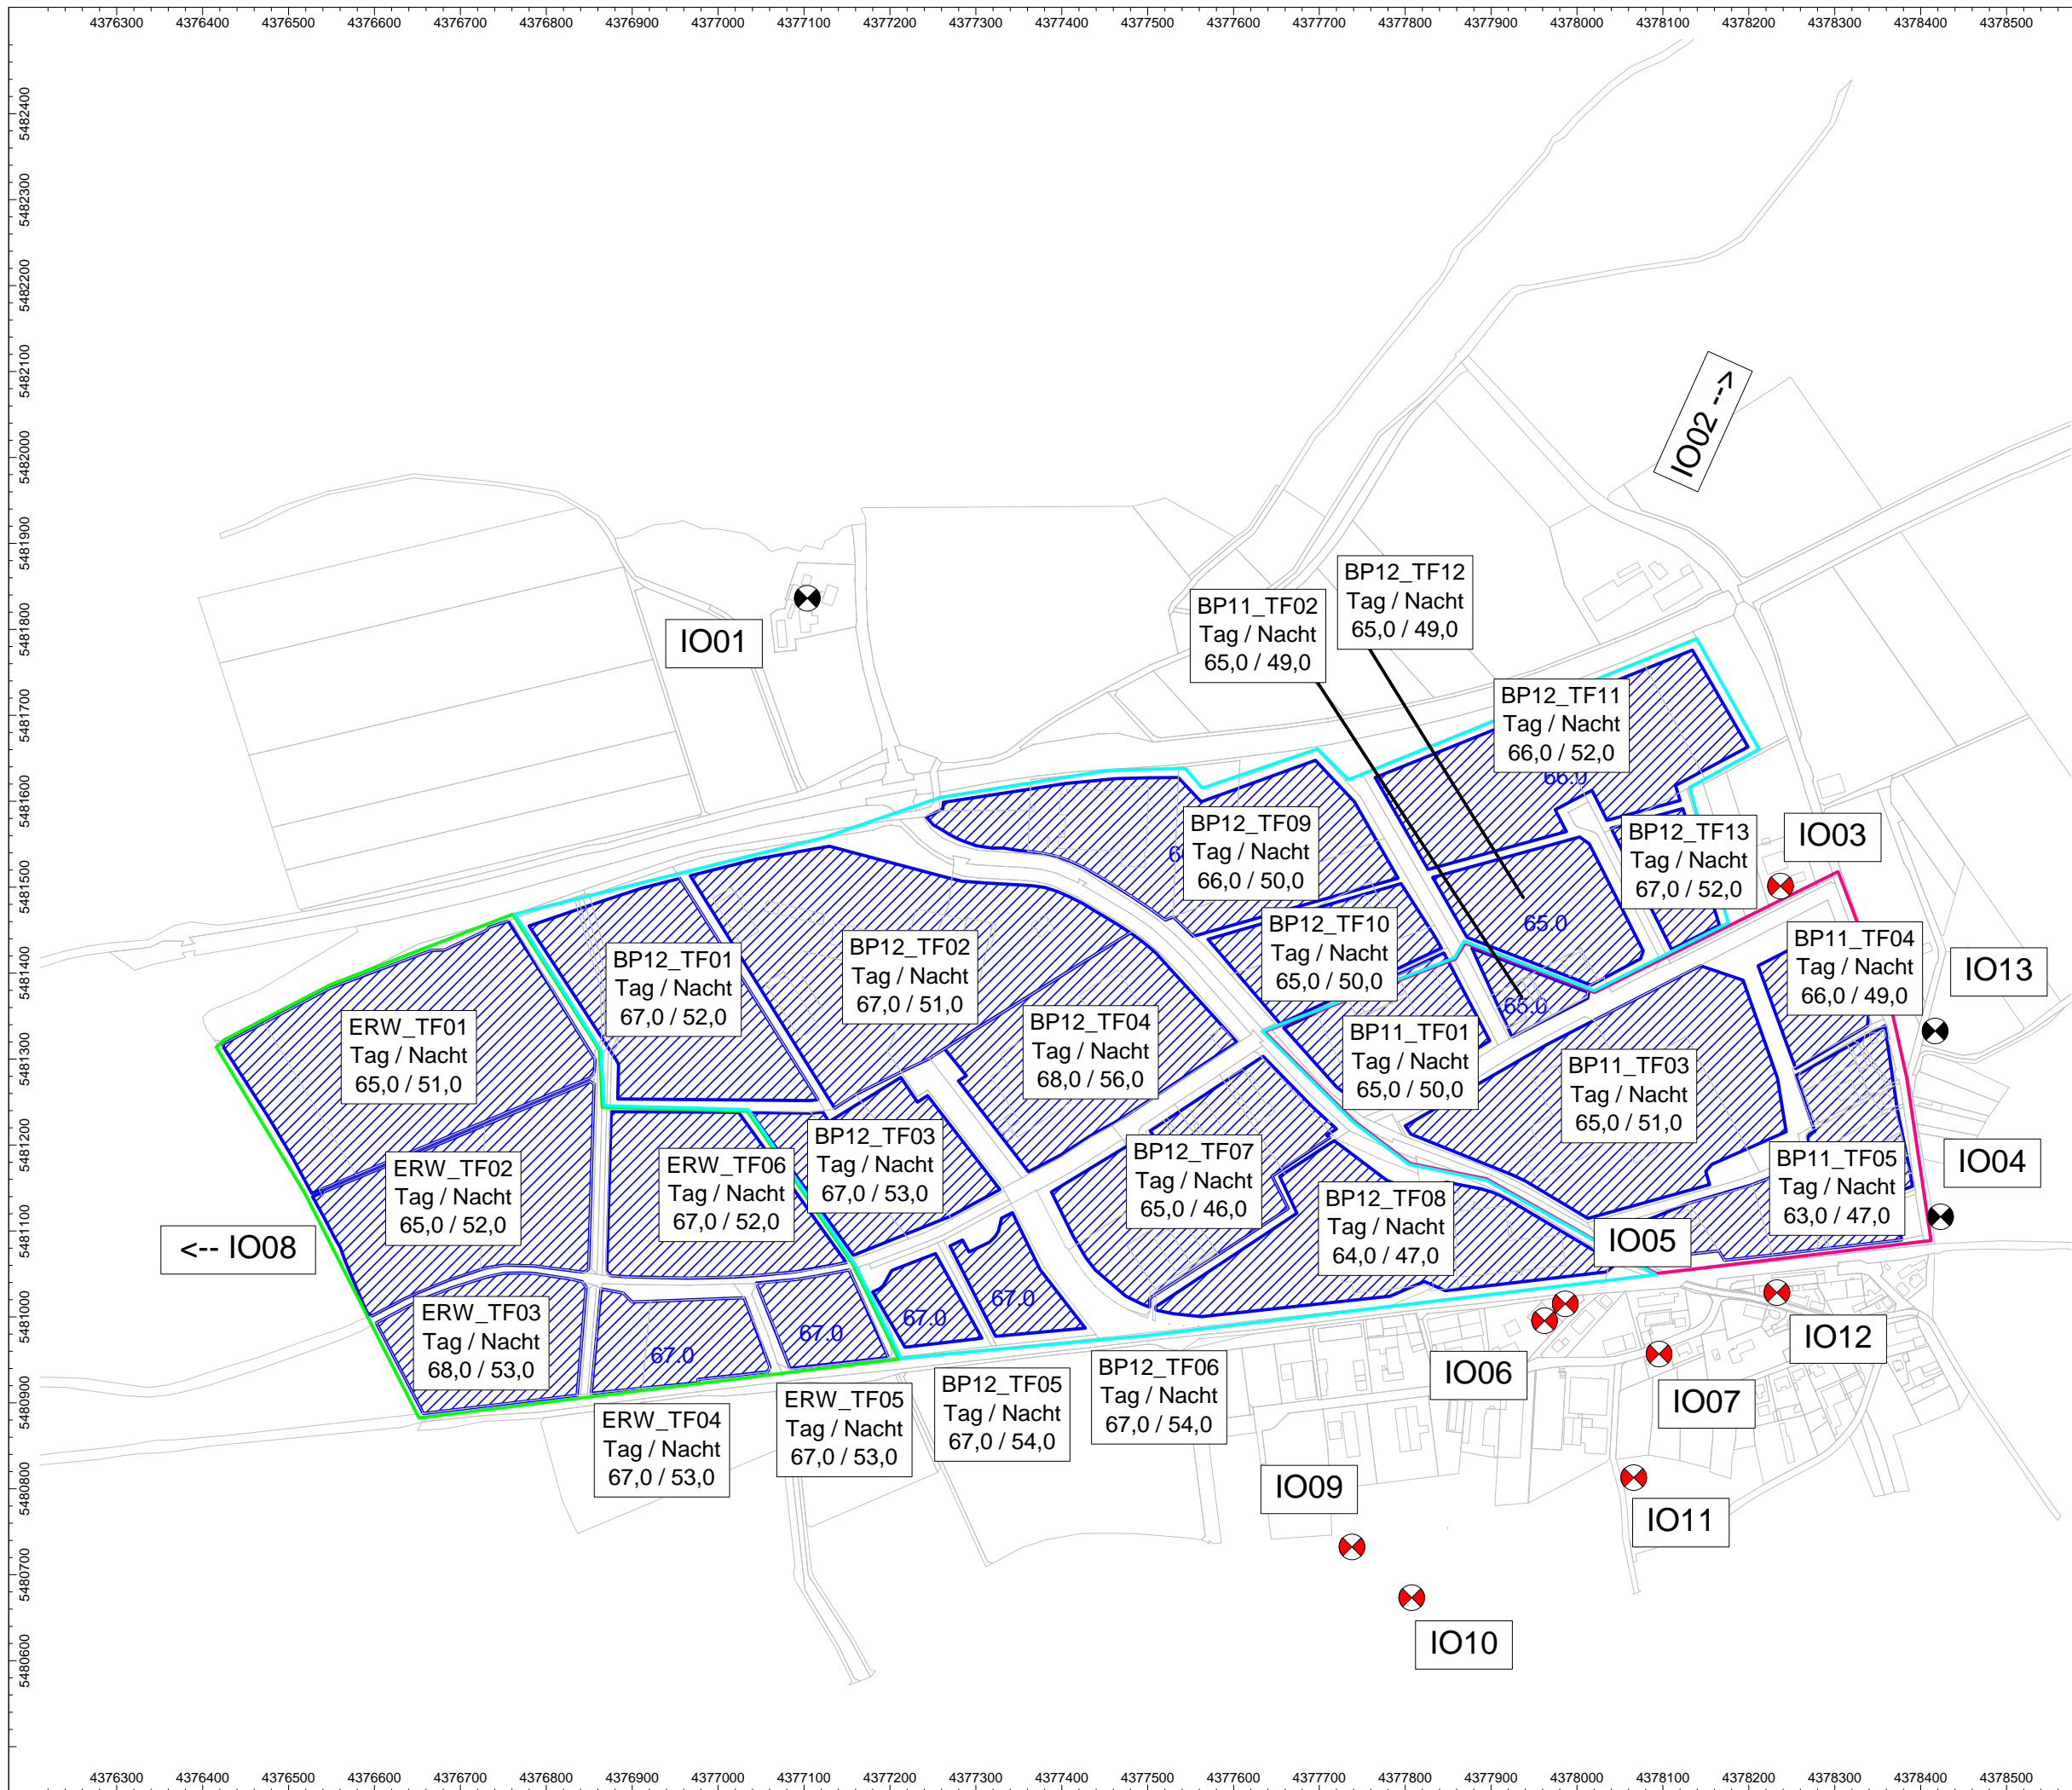 4376300 4376400 4376500 4376600 4376700 4376800 4376900 4377000 4377100 4377200 4377300 4377400 4377500 4377600 4377700 4377800 4377900 4378000 4378100 4378200 4378300 4378400 4378500
5482400
5482300
5482200
5482100
5482000
5481900
5481800
5481700
5481600
5481500
5481400
5481300
5481200
5481100
5481000
5480900
5480800
5480700
5480600
IO02 -->
IO01
BP12_TF12
Tag / Nacht
65,0 / 49,0
BP11_TF02
Tag / Nacht
65,0 / 49,0
BP12_TF11
Tag / Nacht
66,0 / 52,0
66.0
BP12_TF09
Tag / Nacht
66,0 / 50,0
BP12_TF13
Tag / Nacht
67,0 / 52,0
IO03
65.0
BP12_TF10
Tag / Nacht
65,0 / 50,0
BP12_TF02
Tag / Nacht
67,0 / 51,0
BP12_TF01
Tag / Nacht
67,0 / 52,0
BP11_TF04
Tag / Nacht
66,0 / 49,0
IO13
65.0
ERW_TF01
Tag / Nacht
65,0 / 51,0
BP12_TF04
Tag / Nacht
68,0 / 56,0
BP11_TF01
Tag / Nacht
65,0 / 50,0
BP11_TF03
Tag / Nacht
65,0 / 51,0
ERW_TF02
Tag / Nacht
65,0 / 52,0
ERW_TF06
Tag / Nacht
67,0 / 52,0
BP12_TF03
Tag / Nacht
67,0 / 53,0
BP12_TF07
Tag / Nacht
65,0 / 46,0
BP12_TF08
Tag / Nacht
64,0 / 47,0
BP11_TF05
Tag / Nacht
63,0 / 47,0
IO04
<-- IO08
IO05
ERW_TF03
Tag / Nacht
68,0 / 53,0
67.0
67.0
67.0
67.0
IO12
IO06
IO07
ERW_TF04
Tag / Nacht
67,0 / 53,0
ERW_TF05
Tag / Nacht
67,0 / 53,0
BP12_TF05
Tag / Nacht
67,0 / 54,0
BP12_TF06
Tag / Nacht
67,0 / 54,0
IO09
IO11
IO10
4376300 4376400 4376500 4376600 4376700 4376800 4376900 4377000 4377100 4377200 4377300 4377400 4377500 4377600 4377700 4377800 4377900 4378000 4378100 4378200 4378300 4378400 4378500